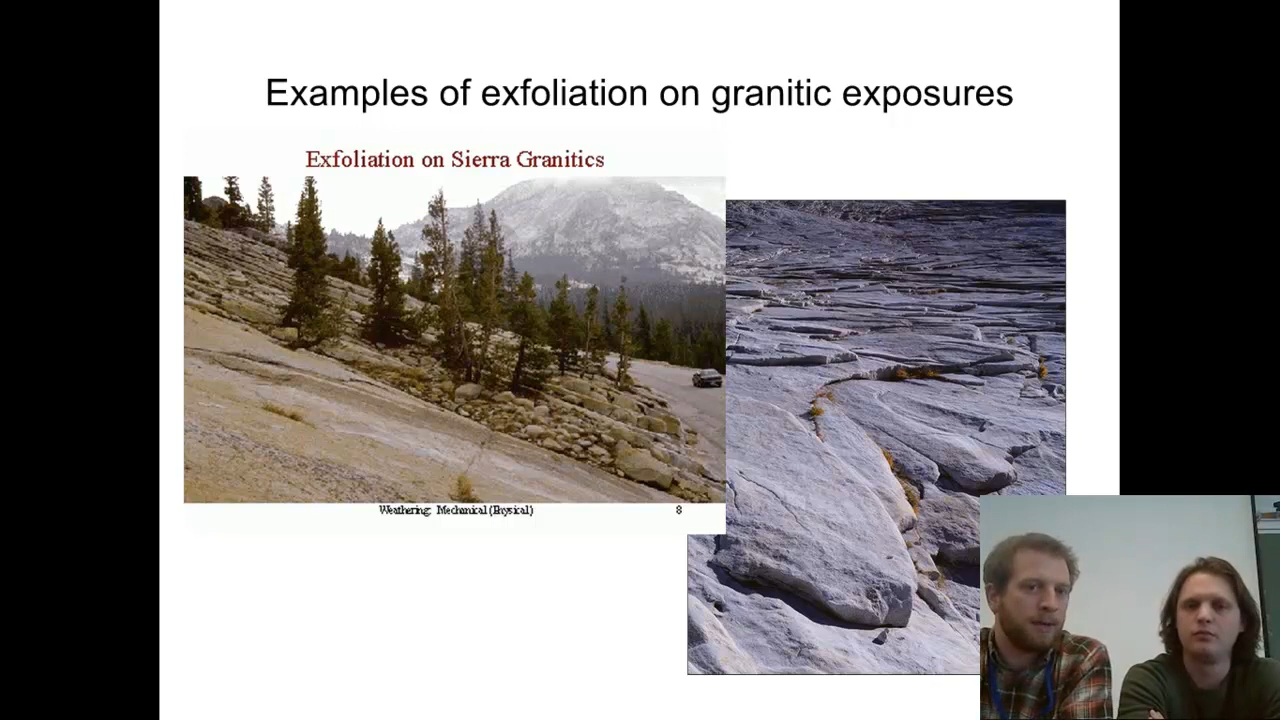 Examples of exfoliation on granitic exposures
Exfoliation on Sierra Granitics
Weathering: Mechanical (Physical)
8